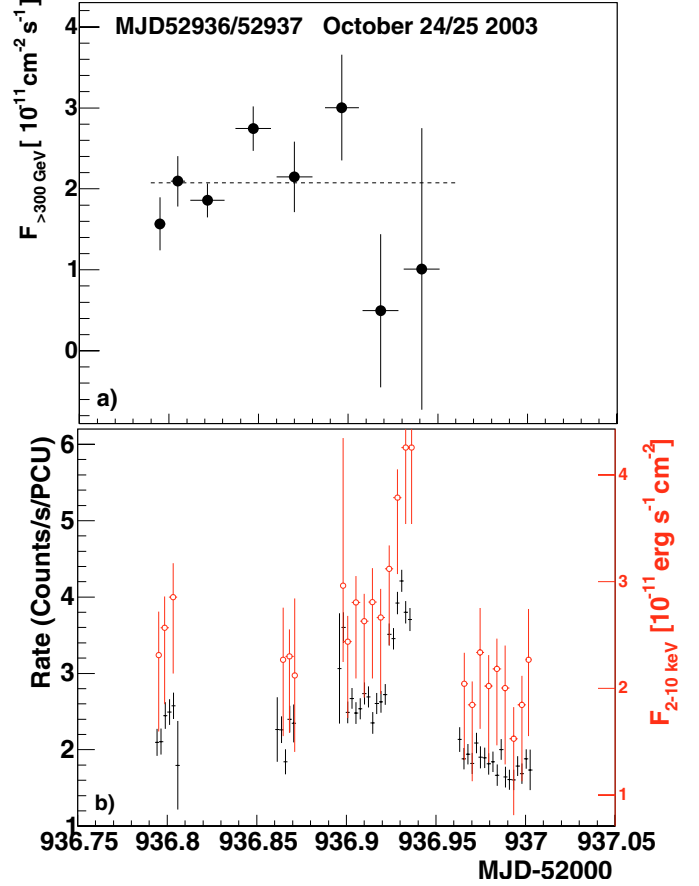 MJD52936/52937 October 24/25 2003
F >300 GeV [ 10^-11 cm^-2 s^-1 ]
4
3
2
1
0
a)
Rate (Counts/s/PCU)
6
5
4
3
2
1
b)
F 2-10 keV [10^-11 erg s^-1 cm^-2]
4
3
2
1
936.75 936.8 936.85 936.9 936.95 937 937.05
MJD-52000